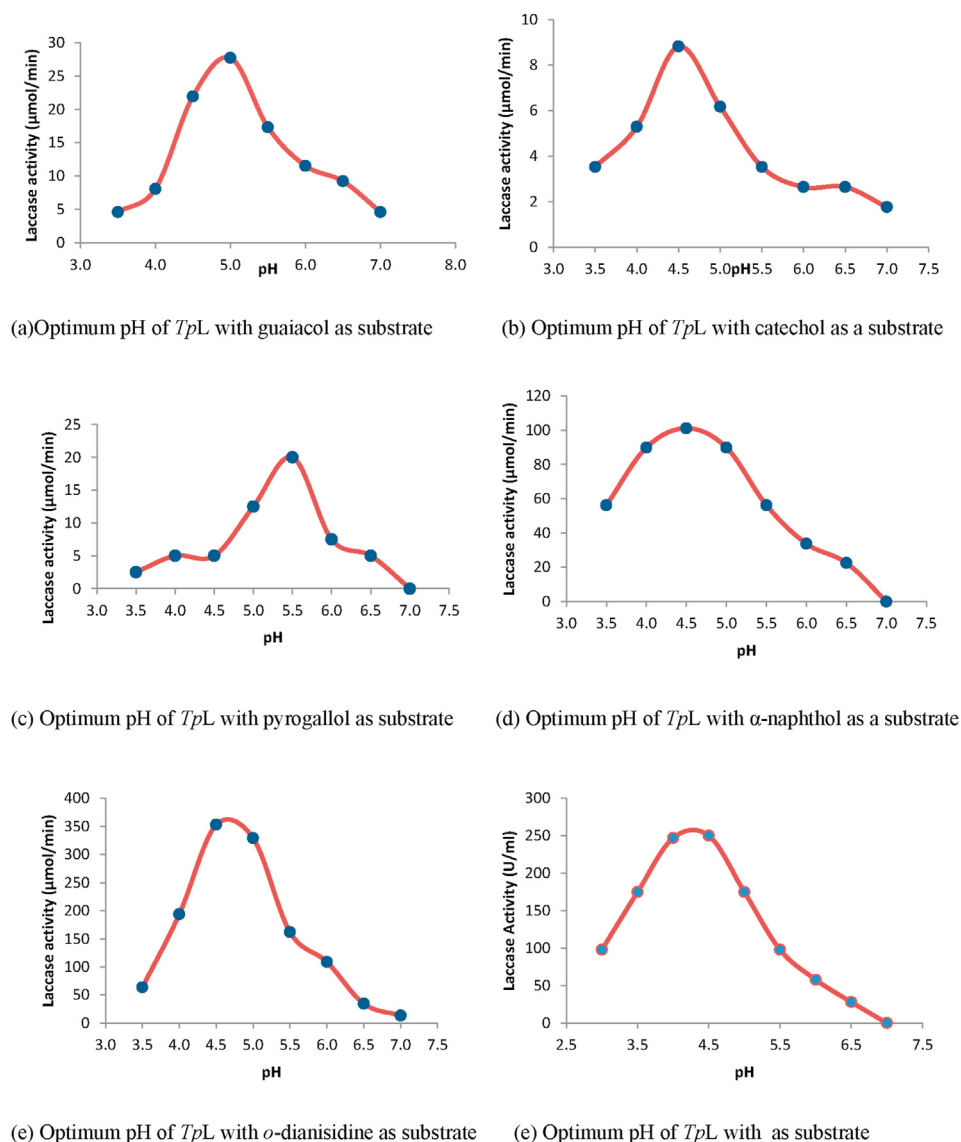 Laccase activity (µmol/min)
30
25
20
15
10
5
0
3.0 4.0 5.0 6.0 7.0 8.0
pH
(a)Optimum pH of TpL with guaiacol as substrate
Laccase activity (µmol/min)
10
8
6
4
2
0
3.0 3.5 4.0 4.5 5.0pH5.5 6.0 6.5 7.0 7.5
(b) Optimum pH of TpL with catechol as a substrate
Laccase activity (µmol/min)
25
20
15
10
5
0
3.0 3.5 4.0 4.5 5.0 5.5 6.0 6.5 7.0 7.5
pH
(c) Optimum pH of TpL with pyrogallol as substrate
Laccase activity (µmol/min)
120
100
80
60
40
20
0
3.0 3.5 4.0 4.5 5.0 5.5 6.0 6.5 7.0 7.5
pH
(d) Optimum pH of TpL with α-naphthol as a substrate
Laccase activity (µmol/min)
400
350
300
250
200
150
100
50
0
3.0 3.5 4.0 4.5 5.0 5.5 6.0 6.5 7.0 7.5
pH
(e) Optimum pH of TpL with o-dianisidine as substrate
Laccase Activity (U/ml)
300
250
200
150
100
50
0
2.5 3.5 4.5 5.5 6.5 7.5
pH
(e) Optimum pH of TpL with as substrate